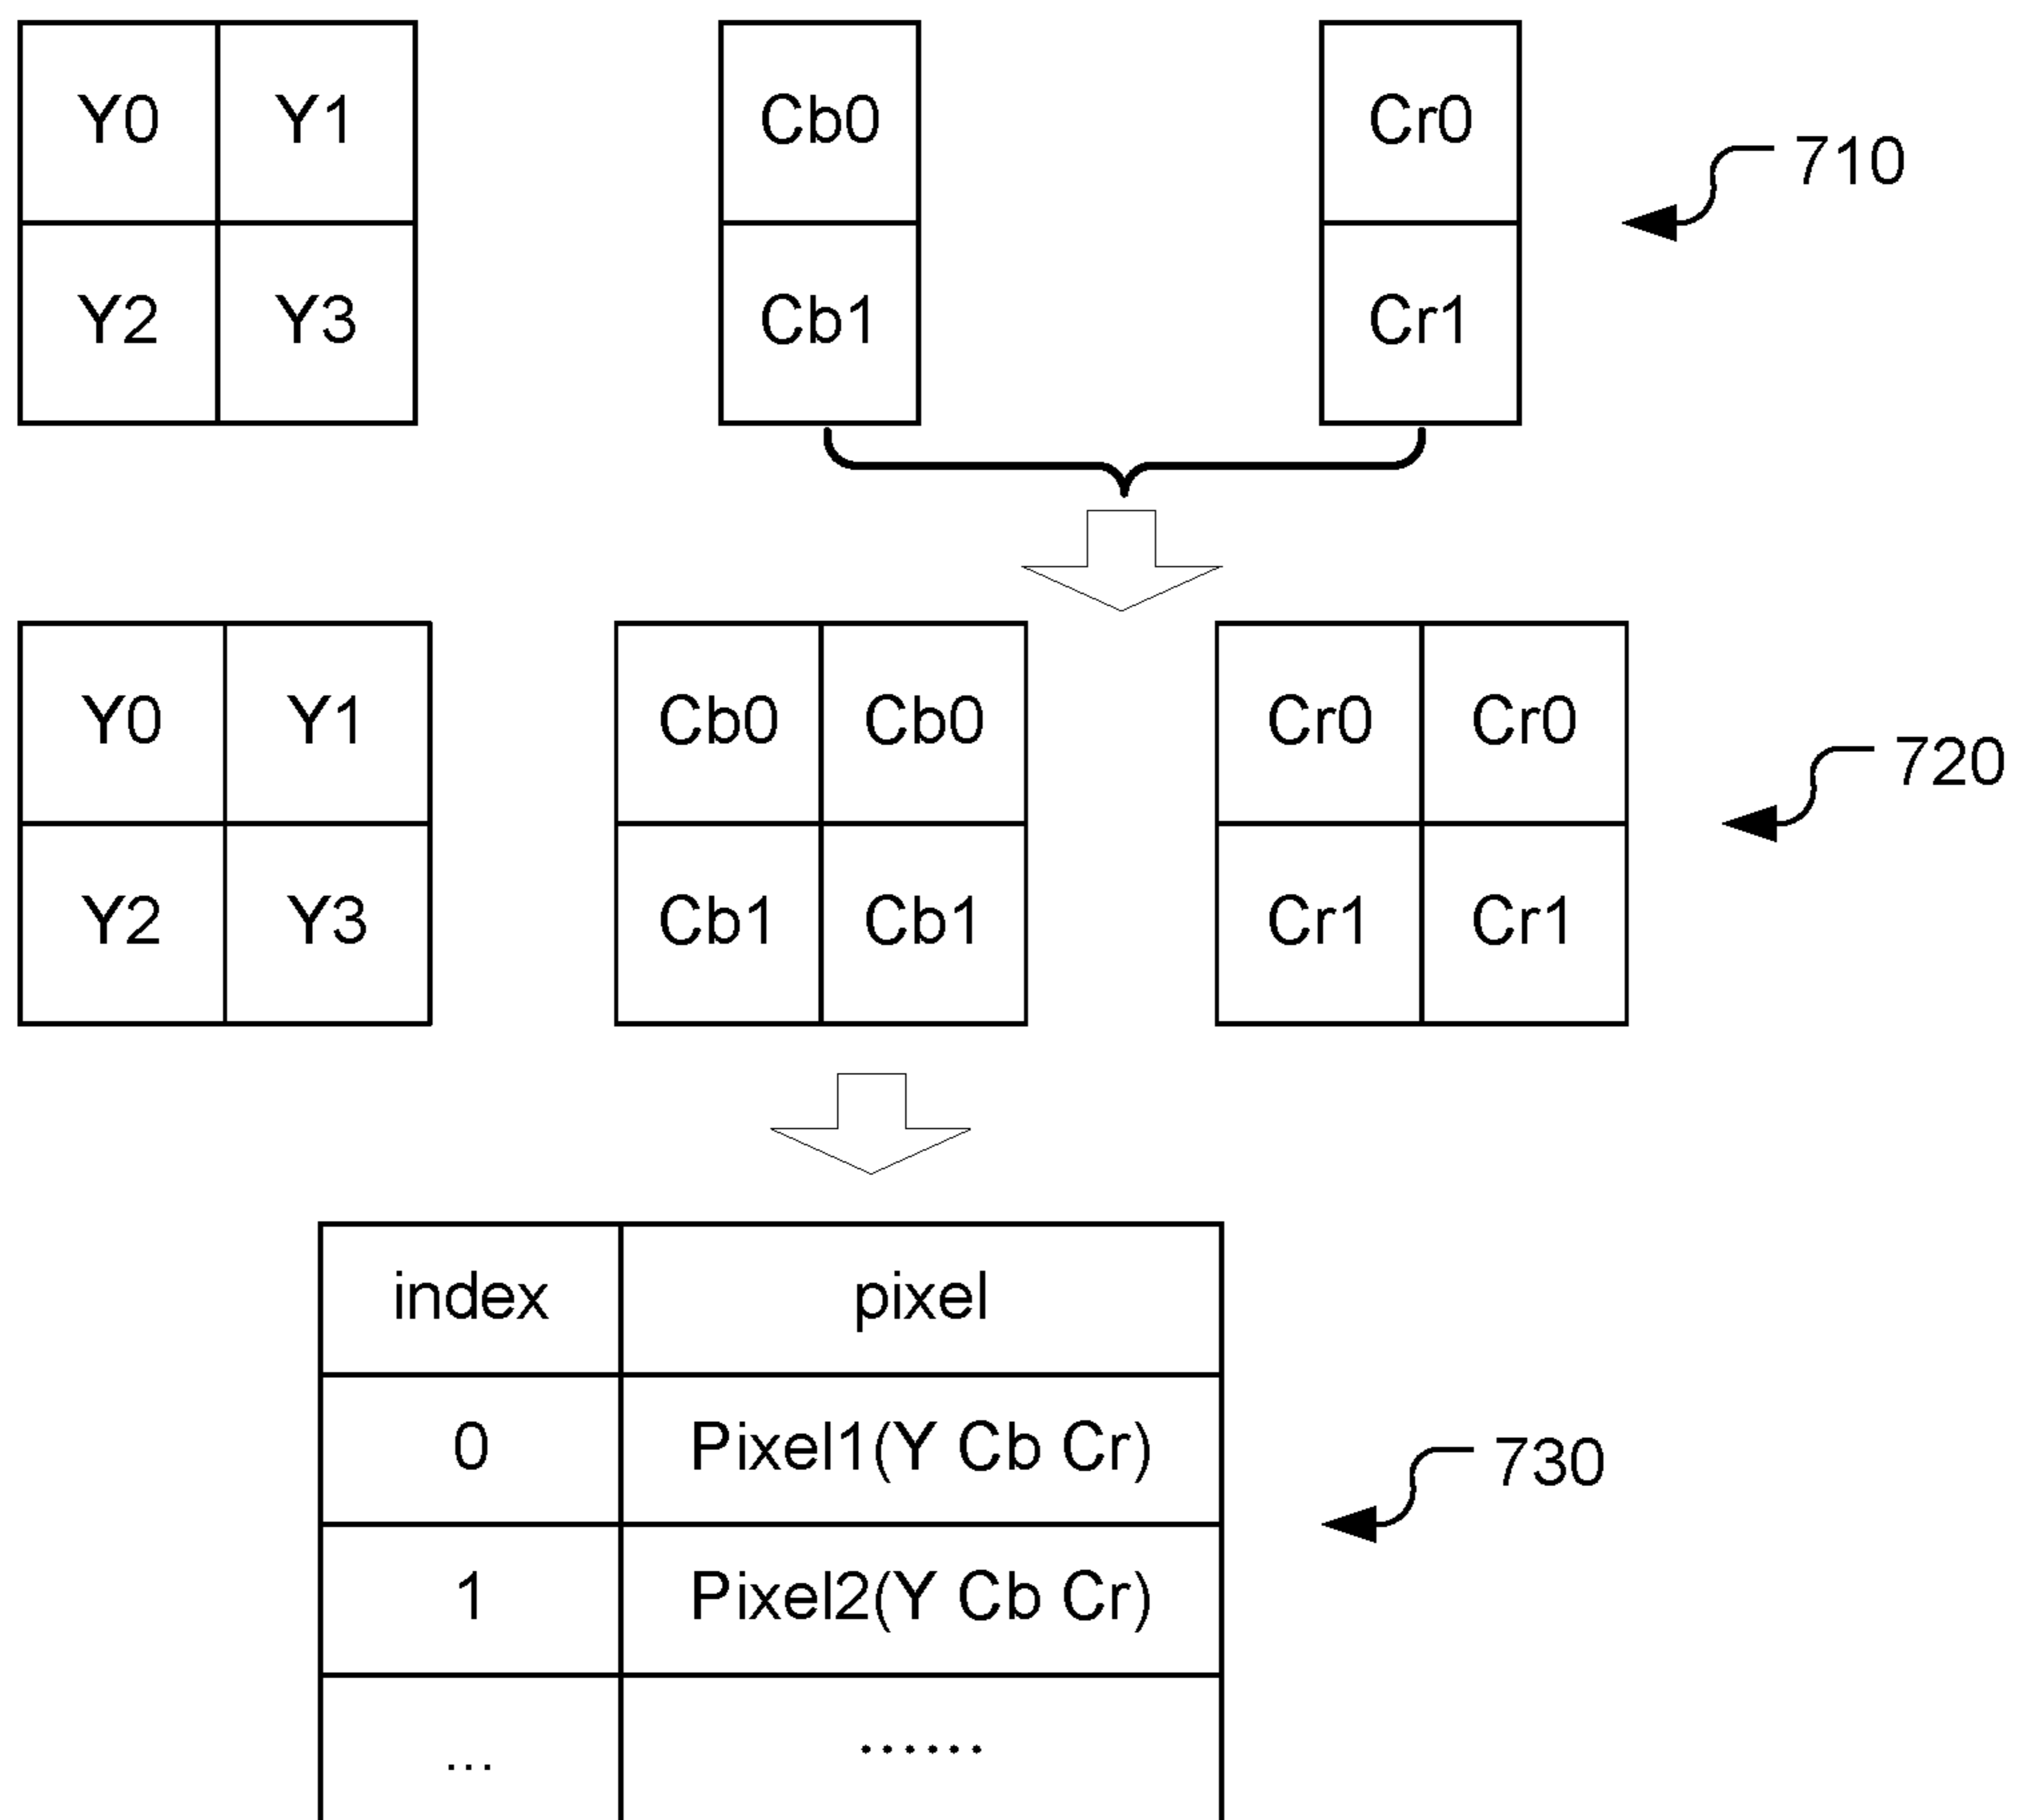 Y0 Y1 Cb0 Cr0 710
Y2 Y3 Cb1 Cr1
Y0 Y1 Cb0 Cb0 Cr0 Cr0 720
Y2 Y3 Cb1 Cb1 Cr1 Cr1
index pixel
0 Pixel1(Y Cb Cr) 730
1 Pixel2(Y Cb Cr)
... ······